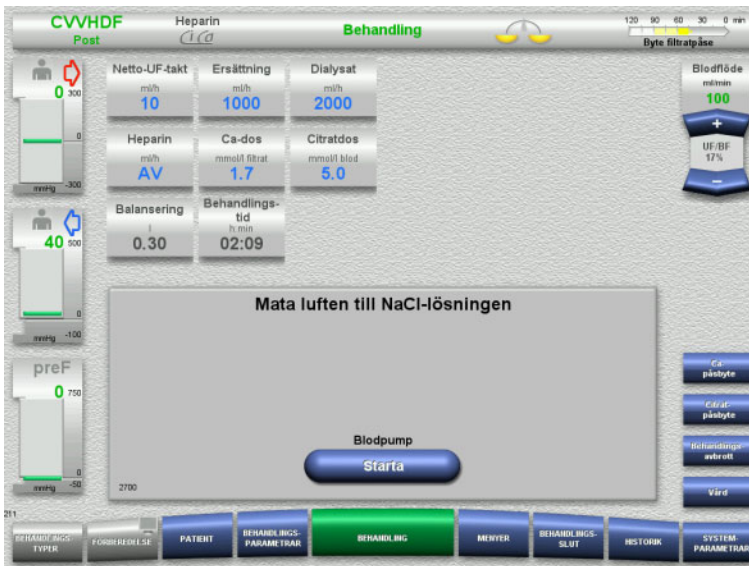 CVVHDF
Post
Heparin
Ci Ca
Behandling
120 90 60 30 0 min
Byte filtratpåse
0
300
0
-300
mmHg
Netto-UF-takt
ml/h
10
Ersättning
ml/h
1000
Dialysat
ml/h
2000
Blodflöde
ml/min
100
+
UF/BF
17%
–
Heparin
ml/h
AV
Ca-dos
mmol/l filtrat
1.7
Citratdos
mmol/l blod
5.0
Balansering
l
0.30
Behandlings-
tid
h:min
02:09
40
500
0
-100
mmHg
preF
0
750
0
-50
mmHg
Mata luften till NaCl-lösningen
Blodpump
Starta
2700
Ca-
påsbyte
Citrat-
påsbyte
Behandlings-
avbrott
Vård
211
BEHANDLINGS-
TYPER
FÖRBEREDELSE
PATIENT
BEHANDLINGS-
PARAMETRAR
BEHANDLING
MENYER
BEHANDLINGS-
SLUT
HISTORIK
SYSTEM-
PARAMETRAR